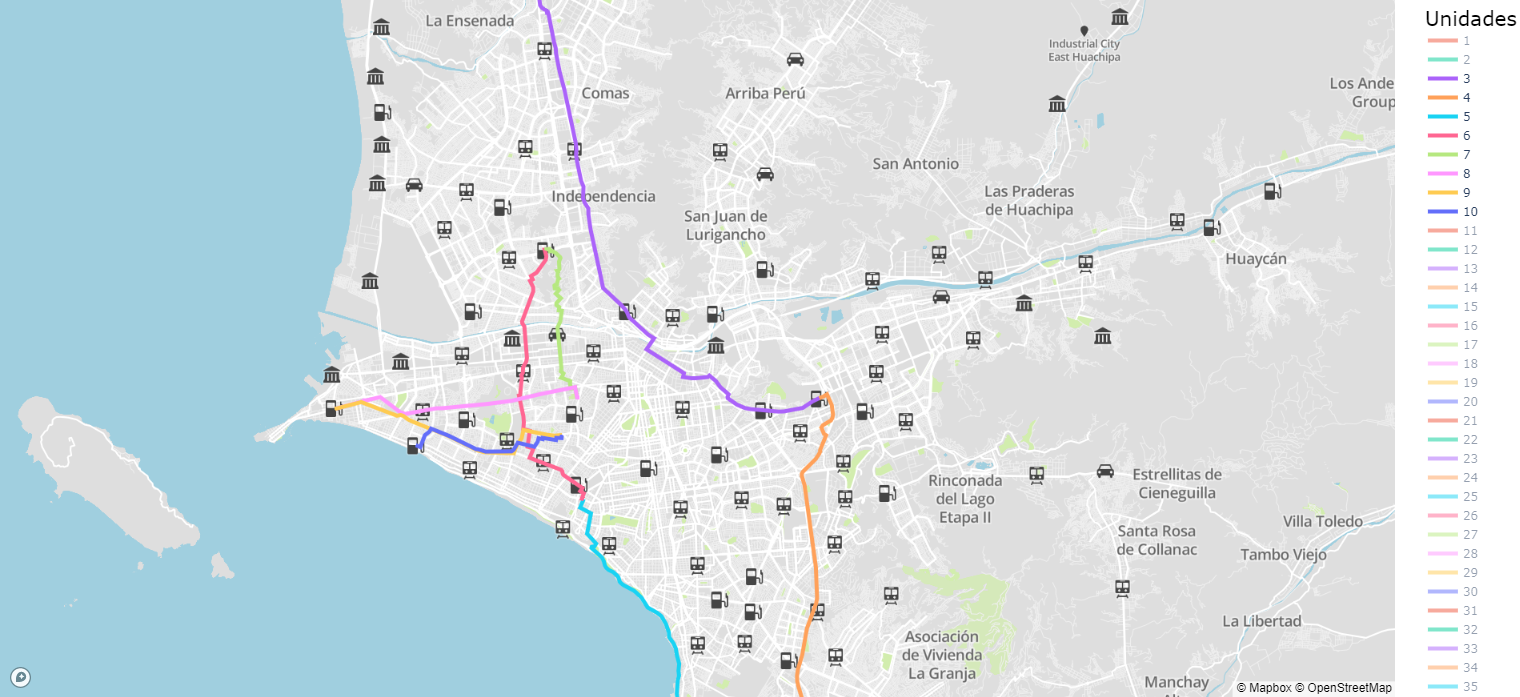 La Ensenada
Comas
Arriba Perú
Industrial City
East Huachipa
Los Ande
Group
San Antonio
Independencia
San Juan de
Lurigancho
Las Praderas
de Huachipa
Huaycán
Rinconada
del Lago
Etapa II
Estrellitas de
Cieneguilla
Santa Rosa
de Collanac
Villa Toledo
Tambo Viejo
La Libertad
Asociación
de Vivienda
La Granja
Manchay
© Mapbox © OpenStreetMap
Unidades
1
2
3
4
5
6
7
8
9
10
11
12
13
14
15
16
17
18
19
20
21
22
23
24
25
26
27
28
29
30
31
32
33
34
35